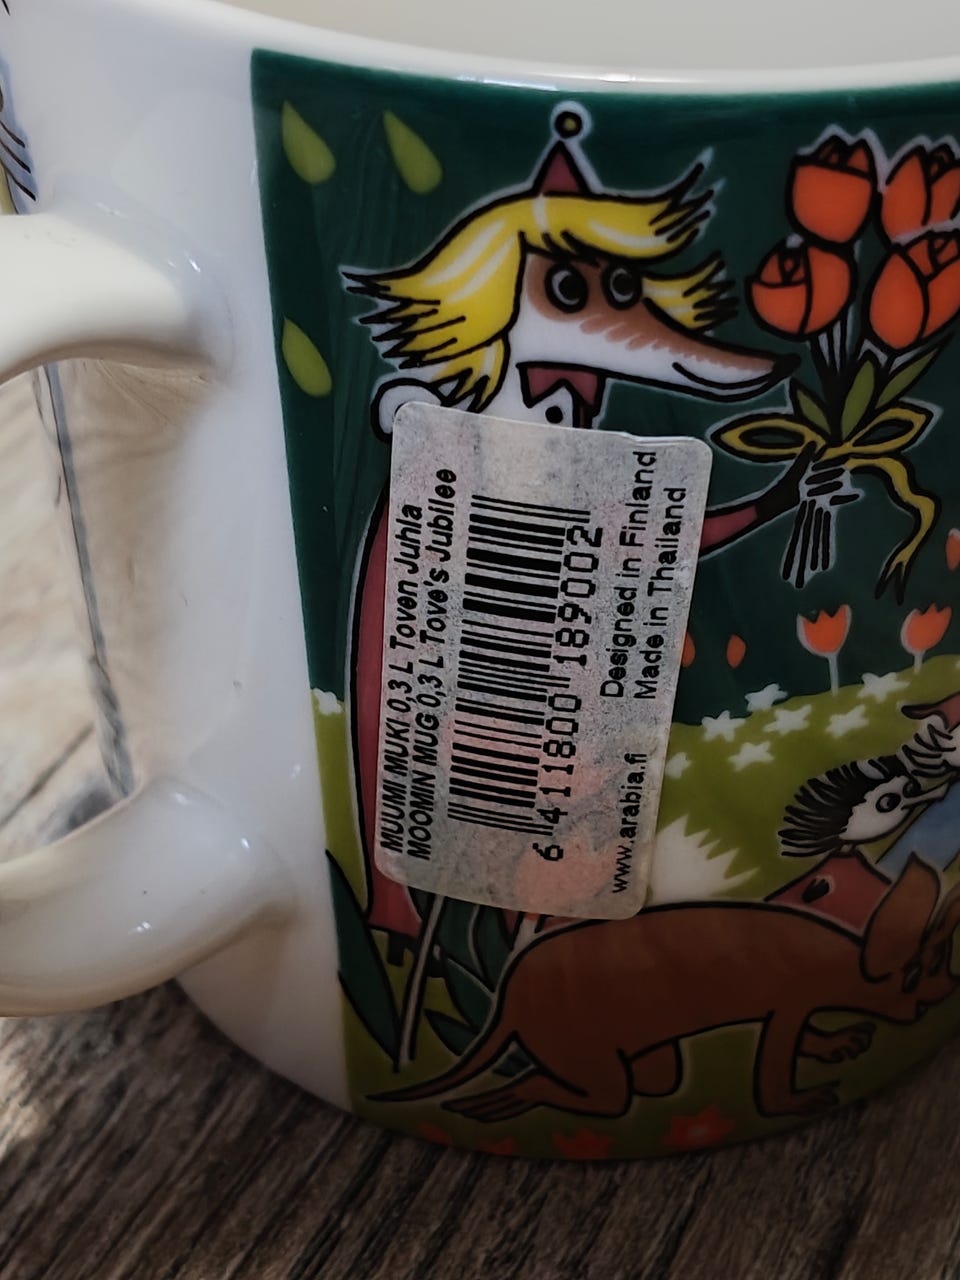 MUUMI MUKI 0,3 L Toven Juhla
MOOMIN MUG 0,3 L Tove's Jubilee
6 411800 189002
Designed in Finland
Made in Thailand
www.arabia.fi